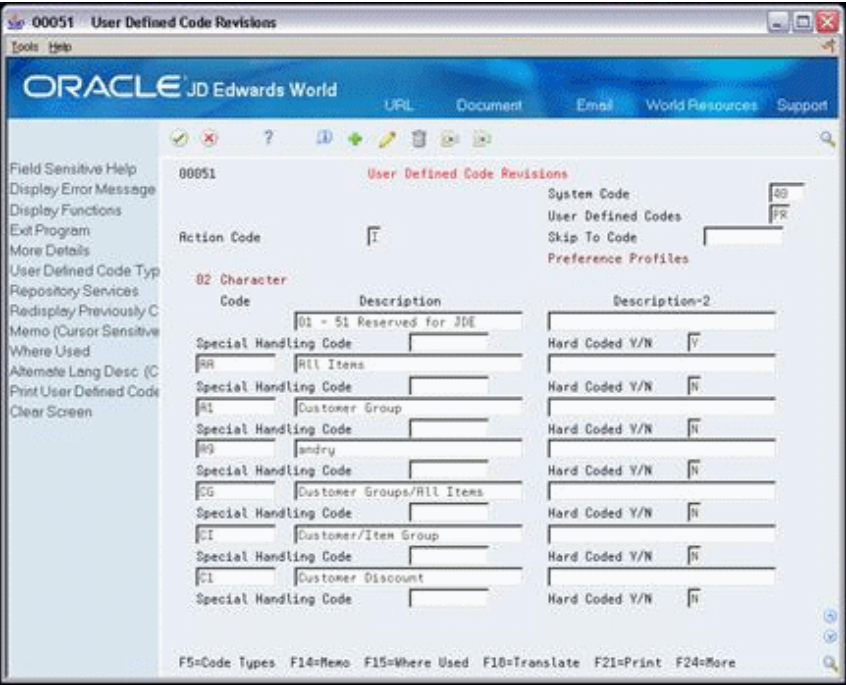 00051 User Defined Code Revisions
Tools Help
ORACLE JD Edwards World
URL Document Email World Resources Support
Field Sensitive Help
Display Error Message
Display Functions
Exit Program
More Details
User Defined Code Typ
Repository Services
Redisplay Previously C
Memo (Cursor Sensitive
Where Used
Alternate Lang Desc (C
Print User Defined Code
Clear Screen
00051 User Defined Code Revisions
System Code 40
User Defined Codes PR
Action Code I Skip To Code
Preference Profiles
02 Character
Code Description Description-2
01 - 51 Reserved for JDE
Special Handling Code Hard Coded Y/N Y
AA All Items
Special Handling Code Hard Coded Y/N N
A1 Customer Group
Special Handling Code Hard Coded Y/N N
A9 andry
Special Handling Code Hard Coded Y/N N
CG Customer Groups/All Items
Special Handling Code Hard Coded Y/N N
CI Customer/Item Group
Special Handling Code Hard Coded Y/N N
C1 Customer Discount
Special Handling Code Hard Coded Y/N N
F5=Code Types F14=Memo F15=Where Used F18=Translate F21=Print F24=More